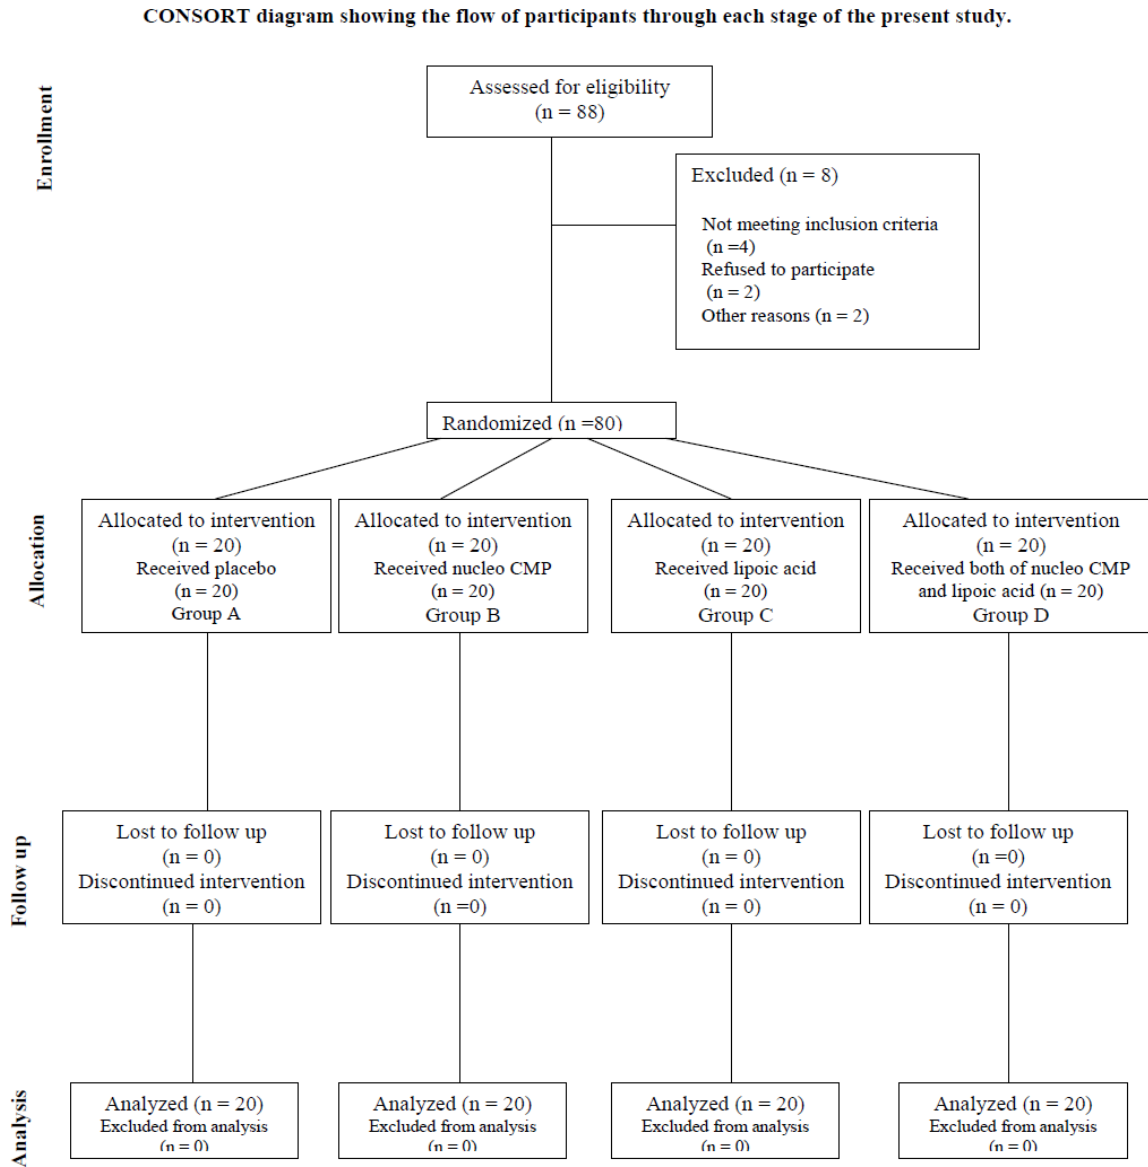 CONSORT diagram showing the flow of participants through each stage of the present study.
Enrollment
Assessed for eligibility
(n = 88)
Excluded (n = 8)
Not meeting inclusion criteria
(n =4)
Refused to participate
(n = 2)
Other reasons (n = 2)
Randomized (n =80)
Allocation
Allocated to intervention
(n = 20)
Received placebo
(n = 20)
Group A
Allocated to intervention
(n = 20)
Received nucleo CMP
(n = 20)
Group B
Allocated to intervention
(n = 20)
Received lipoic acid
(n = 20)
Group C
Allocated to intervention
(n = 20)
Received both of nucleo CMP
and lipoic acid (n = 20)
Group D
Follow up
Lost to follow up
(n = 0)
Discontinued intervention
(n = 0)
Lost to follow up
(n = 0)
Discontinued intervention
(n =0)
Lost to follow up
(n = 0)
Discontinued intervention
(n = 0)
Lost to follow up
(n =0)
Discontinued intervention
(n = 0)
Analysis
Analyzed (n = 20)
Excluded from analysis
(n = 0)
Analyzed (n = 20)
Excluded from analysis
(n = 0)
Analyzed (n = 20)
Excluded from analysis
(n = 0)
Analyzed (n = 20)
Excluded from analysis
(n = 0)